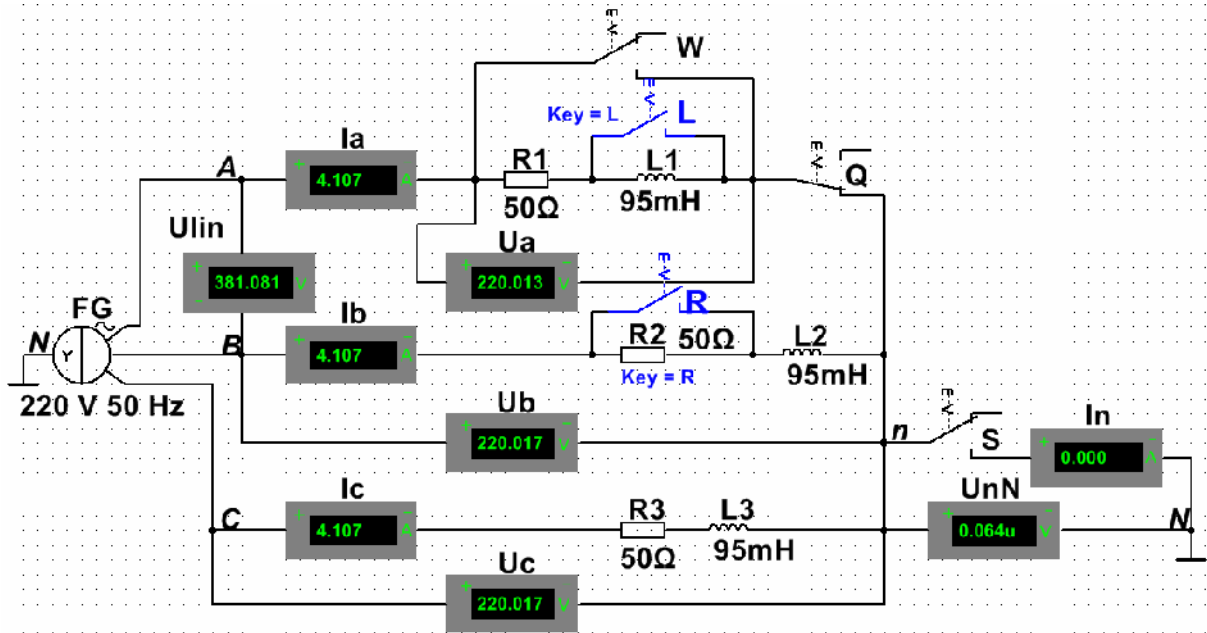 E-V
W
E-V
Key = L
L
Ia
A
+
-
4.107
A
R1
50Ω
L1
95mH
E-V
Q
Ulin
+
-
381.081
V
Ua
+
-
220.013
V
E-V
R
FG
N
Y
220 V 50 Hz
Ib
B
+
-
4.107
A
R2
50Ω
Key = R
L2
95mH
Ub
+
-
220.017
V
n
E-V
S
In
+
-
0.000
A
Ic
C
+
-
4.107
A
R3
50Ω
L3
95mH
UnN
+
-
0.064u
V
N
Uc
+
-
220.017
V